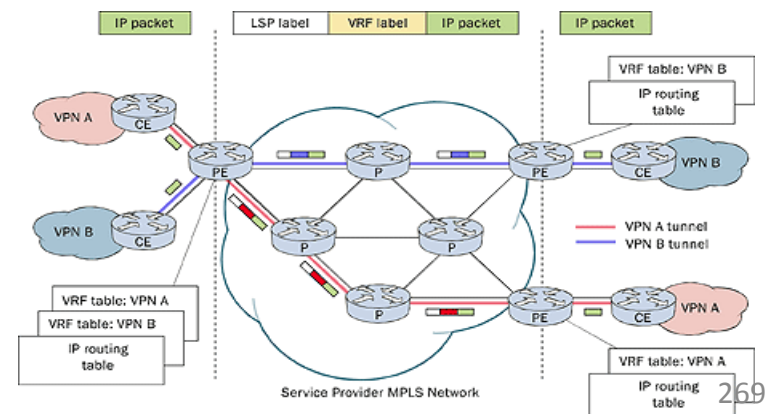 IP packet
LSP label
VRF label
IP packet
IP packet
VRF table: VPN B
IP routing
table
VPN A
CE
PE
P
PE
CE
VPN B
VPN B
CE
P
P
VPN A tunnel
VPN B tunnel
VRF table: VPN A
VRF table: VPN B
IP routing
table
P
PE
CE
VPN A
Service Provider MPLS Network
VRF table: VPN A
IP routing
table
269